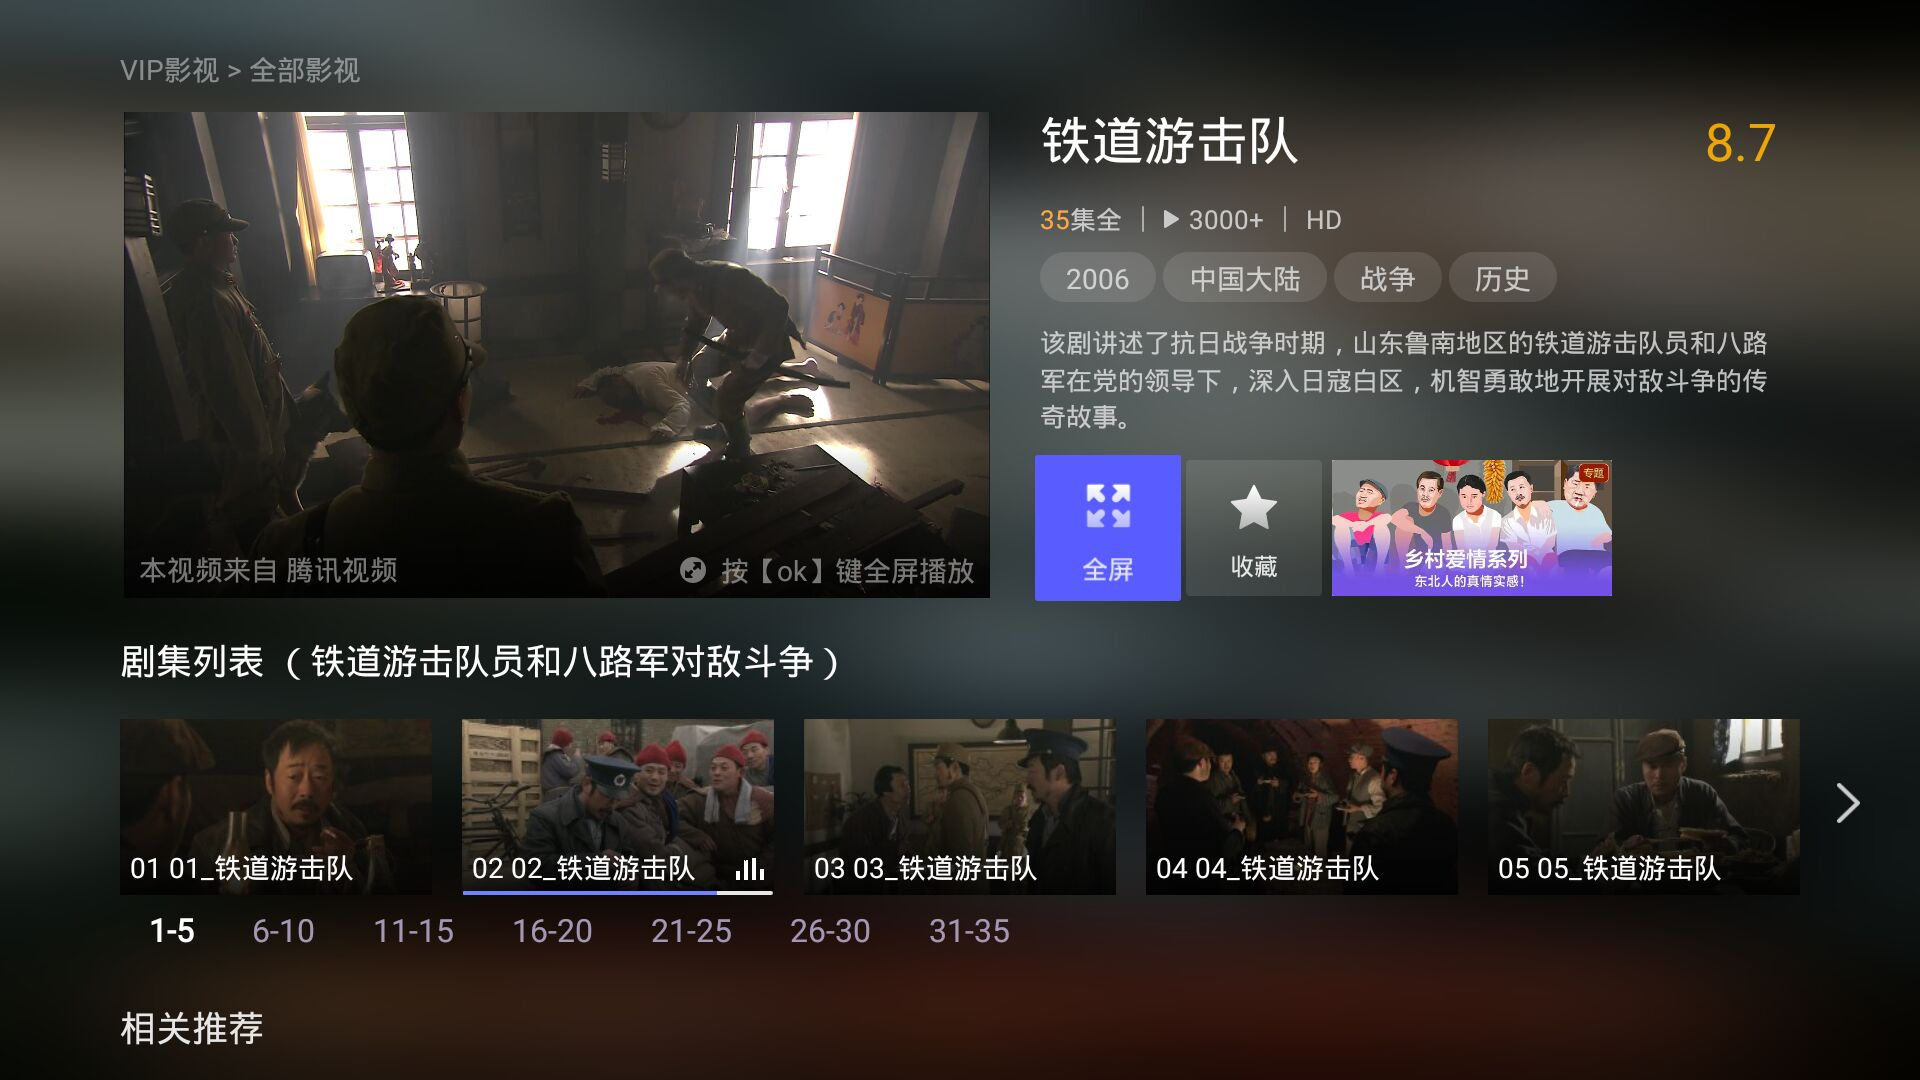 VIP影视 > 全部影视
铁道游击队
8.7
35集全 | 3000+ | HD
2006 中国大陆 战争 历史
该剧讲述了抗日战争时期，山东鲁南地区的铁道游击队员和八路
军在党的领导下，深入日寇白区，机智勇敢地开展对敌斗争的传
奇故事。
本视频来自 腾讯视频
按【ok】键全屏播放
全屏
收藏
专题
乡村爱情系列
东北人的真情实感！
剧集列表 （铁道游击队员和八路军对敌斗争）
01 01_铁道游击队
02 02_铁道游击队
03 03_铁道游击队
04 04_铁道游击队
05 05_铁道游击队
1-5 6-10 11-15 16-20 21-25 26-30 31-35
相关推荐